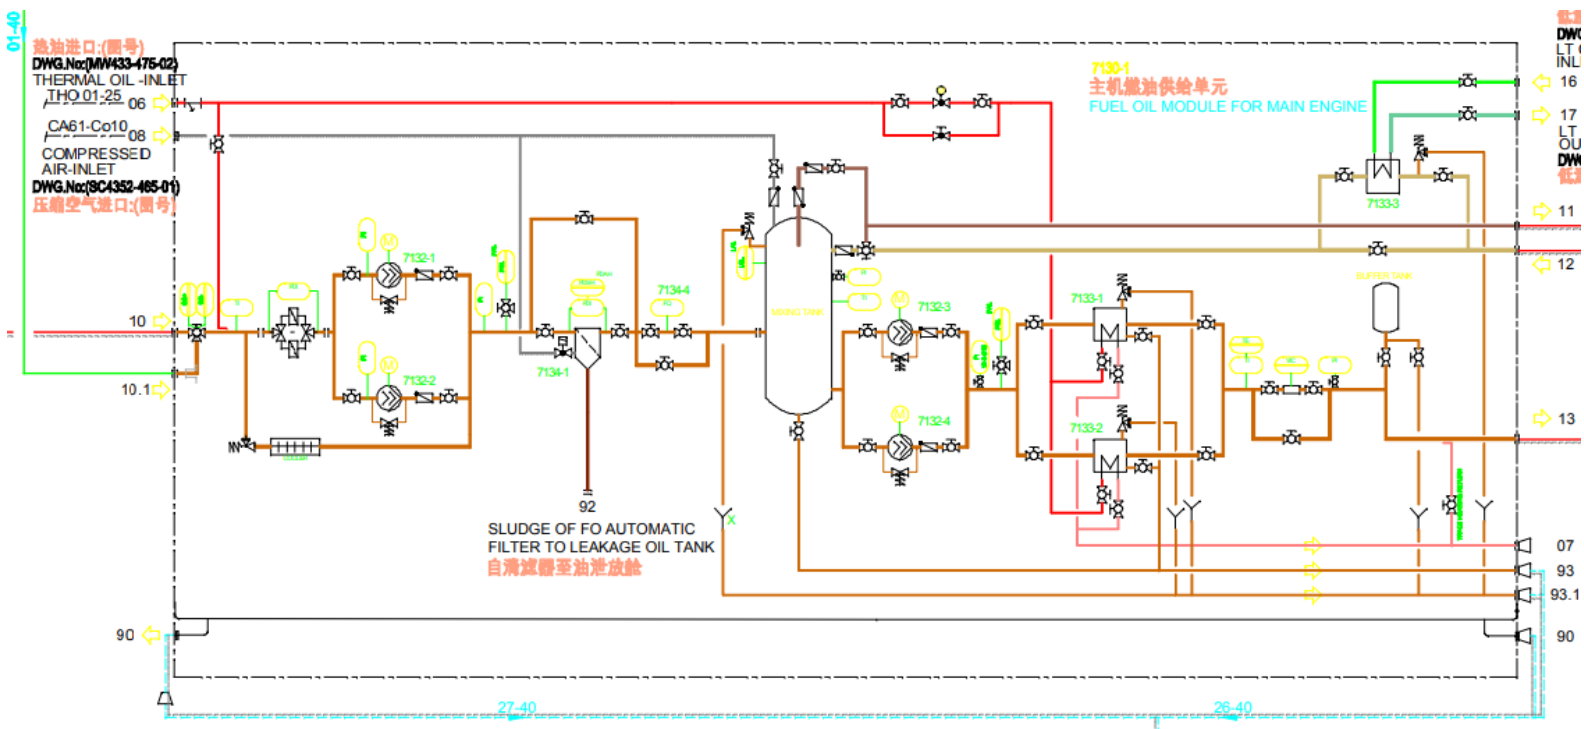 01-40
热油进口:(图号)
DWG.No:(MW433-475-02)
THERMAL OIL -INLET
THO 01-25
06
CA61-Co10
08
COMPRESSED
AIR-INLET
DWG.No:(SC4352-465-01)
压缩空气进口:(图号)
7130-1
主机燃油供给单元
FUEL OIL MODULE FOR MAIN ENGINE
DWG
LT
16
17
LT
OU
DWG
7133-3
11
12
10
10.1
M
7132-1
M
7132-2
COOLER
7134-4
7134-1
MIXING TANK
M
7132-3
M
7132-4
7133-1
7133-2
BUFFER TANK
13
92
SLUDGE OF FO AUTOMATIC
FILTER TO LEAKAGE OIL TANK
自清滤器至油泄放舱
X
07
93
93.1
90
90
27-40
26-40